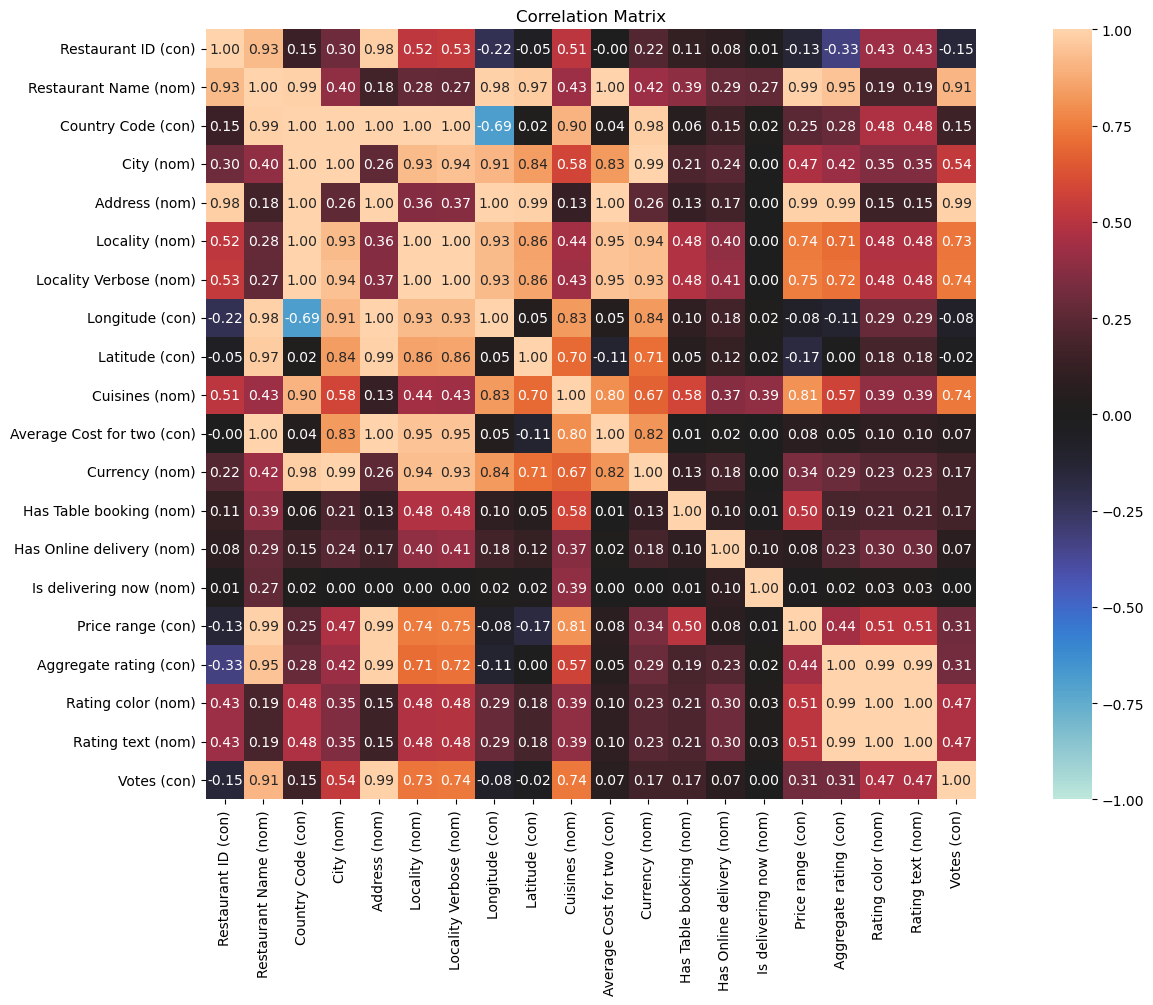 Correlation Matrix
Restaurant ID (con) 1.00 0.93 0.15 0.30 0.98 0.52 0.53 -0.22 -0.05 0.51 -0.00 0.22 0.11 0.08 0.01 -0.13 -0.33 0.43 0.43 -0.15
Restaurant Name (nom) 0.93 1.00 0.99 0.40 0.18 0.28 0.27 0.98 0.97 0.43 1.00 0.42 0.39 0.29 0.27 0.99 0.95 0.19 0.19 0.91
Country Code (con) 0.15 0.99 1.00 1.00 1.00 1.00 1.00 -0.69 0.02 0.90 0.04 0.98 0.06 0.15 0.02 0.25 0.28 0.48 0.48 0.15
City (nom) 0.30 0.40 1.00 1.00 0.26 0.93 0.94 0.91 0.84 0.58 0.83 0.99 0.21 0.24 0.00 0.47 0.42 0.35 0.35 0.54
Address (nom) 0.98 0.18 1.00 0.26 1.00 0.36 0.37 1.00 0.99 0.13 1.00 0.26 0.13 0.17 0.00 0.99 0.99 0.15 0.15 0.99
Locality (nom) 0.52 0.28 1.00 0.93 0.36 1.00 1.00 0.93 0.86 0.44 0.95 0.94 0.48 0.40 0.00 0.74 0.71 0.48 0.48 0.73
Locality Verbose (nom) 0.53 0.27 1.00 0.94 0.37 1.00 1.00 0.93 0.86 0.43 0.95 0.93 0.48 0.41 0.00 0.75 0.72 0.48 0.48 0.74
Longitude (con) -0.22 0.98 -0.69 0.91 1.00 0.93 0.93 1.00 0.05 0.83 0.05 0.84 0.10 0.18 0.02 -0.08 -0.11 0.29 0.29 -0.08
Latitude (con) -0.05 0.97 0.02 0.84 0.99 0.86 0.86 0.05 1.00 0.70 -0.11 0.71 0.05 0.12 0.02 -0.17 0.00 0.18 0.18 -0.02
Cuisines (nom) 0.51 0.43 0.90 0.58 0.13 0.44 0.43 0.83 0.70 1.00 0.80 0.67 0.58 0.37 0.39 0.81 0.57 0.39 0.39 0.74
Average Cost for two (con) -0.00 1.00 0.04 0.83 1.00 0.95 0.95 0.05 -0.11 0.80 1.00 0.82 0.01 0.02 0.00 0.08 0.05 0.10 0.10 0.07
Currency (nom) 0.22 0.42 0.98 0.99 0.26 0.94 0.93 0.84 0.71 0.67 0.82 1.00 0.13 0.18 0.00 0.34 0.29 0.23 0.23 0.17
Has Table booking (nom) 0.11 0.39 0.06 0.21 0.13 0.48 0.48 0.10 0.05 0.58 0.01 0.13 1.00 0.10 0.01 0.50 0.19 0.21 0.21 0.17
Has Online delivery (nom) 0.08 0.29 0.15 0.24 0.17 0.40 0.41 0.18 0.12 0.37 0.02 0.18 0.10 1.00 0.10 0.08 0.23 0.30 0.30 0.07
Is delivering now (nom) 0.01 0.27 0.02 0.00 0.00 0.00 0.00 0.02 0.02 0.39 0.00 0.00 0.01 0.10 1.00 0.01 0.02 0.03 0.03 0.00
Price range (con) -0.13 0.99 0.25 0.47 0.99 0.74 0.75 -0.08 -0.17 0.81 0.08 0.34 0.50 0.08 0.01 1.00 0.44 0.51 0.51 0.31
Aggregate rating (con) -0.33 0.95 0.28 0.42 0.99 0.71 0.72 -0.11 0.00 0.57 0.05 0.29 0.19 0.23 0.02 0.44 1.00 0.99 0.99 0.31
Rating color (nom) 0.43 0.19 0.48 0.35 0.15 0.48 0.48 0.29 0.18 0.39 0.10 0.23 0.21 0.30 0.03 0.51 0.99 1.00 1.00 0.47
Rating text (nom) 0.43 0.19 0.48 0.35 0.15 0.48 0.48 0.29 0.18 0.39 0.10 0.23 0.21 0.30 0.03 0.51 0.99 1.00 1.00 0.47
Votes (con) -0.15 0.91 0.15 0.54 0.99 0.73 0.74 -0.08 -0.02 0.74 0.07 0.17 0.17 0.07 0.00 0.31 0.31 0.47 0.47 1.00
Restaurant ID (con)
Restaurant Name (nom)
Country Code (con)
City (nom)
Address (nom)
Locality (nom)
Locality Verbose (nom)
Longitude (con)
Latitude (con)
Cuisines (nom)
Average Cost for two (con)
Currency (nom)
Has Table booking (nom)
Has Online delivery (nom)
Is delivering now (nom)
Price range (con)
Aggregate rating (con)
Rating color (nom)
Rating text (nom)
Votes (con)
1.00
0.75
0.50
0.25
0.00
−0.25
−0.50
−0.75
−1.00